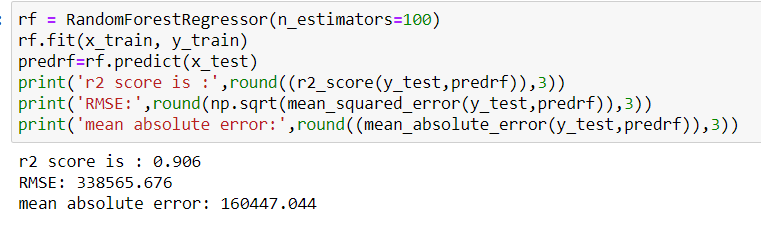 rf = RandomForestRegressor(n_estimators=100)
rf.fit(x_train, y_train)
predrf=rf.predict(x_test)
print('r2 score is :',round((r2_score(y_test,predrf)),3))
print('RMSE:',round(np.sqrt(mean_squared_error(y_test,predrf)),3))
print('mean absolute error:',round((mean_absolute_error(y_test,predrf)),3))
r2 score is : 0.906
RMSE: 338565.676
mean absolute error: 160447.044